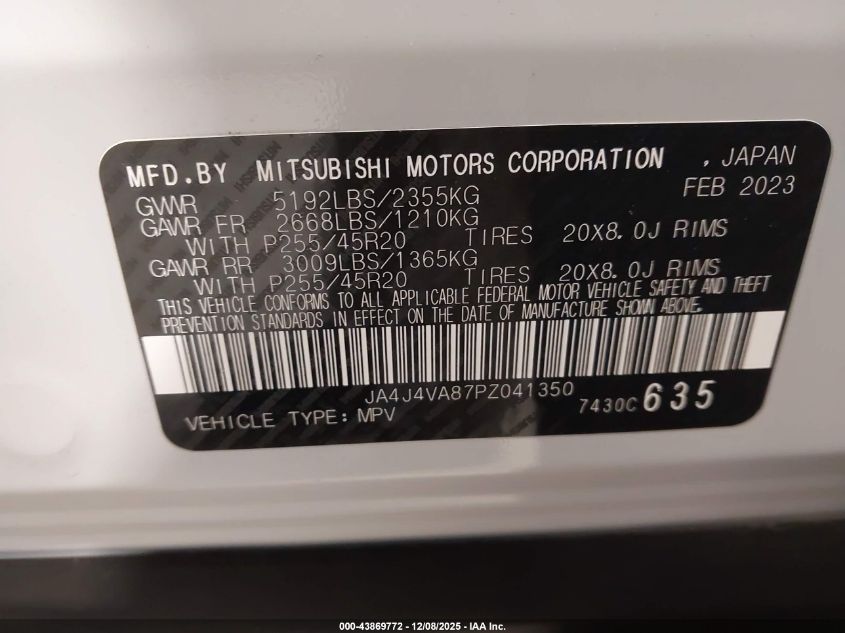 MFD.BY MITSUBISHI MOTORS CORPORATION , JAPAN
FEB 2023
GVWR 5192LBS/2355KG
GAWR FR 2668LBS/1210KG
WITH P255/45R20 TIRES 20X8.0J RIMS
GAWR RR 3009LBS/1365KG
WITH P255/45R20 TIRES 20X8.0J RIMS
THIS VEHICLE CONFORMS TO ALL APPLICABLE FEDERAL MOTOR VEHICLE SAFETY AND THEFT
PREVENTION STANDARDS IN EFFECT ON THE DATE OF MANUFACTURE SHOWN ABOVE.
JA4J4VA87PZ041350
VEHICLE TYPE: MPV 7430C 635
000-43869772 - 12/08/2025 - IAA Inc.